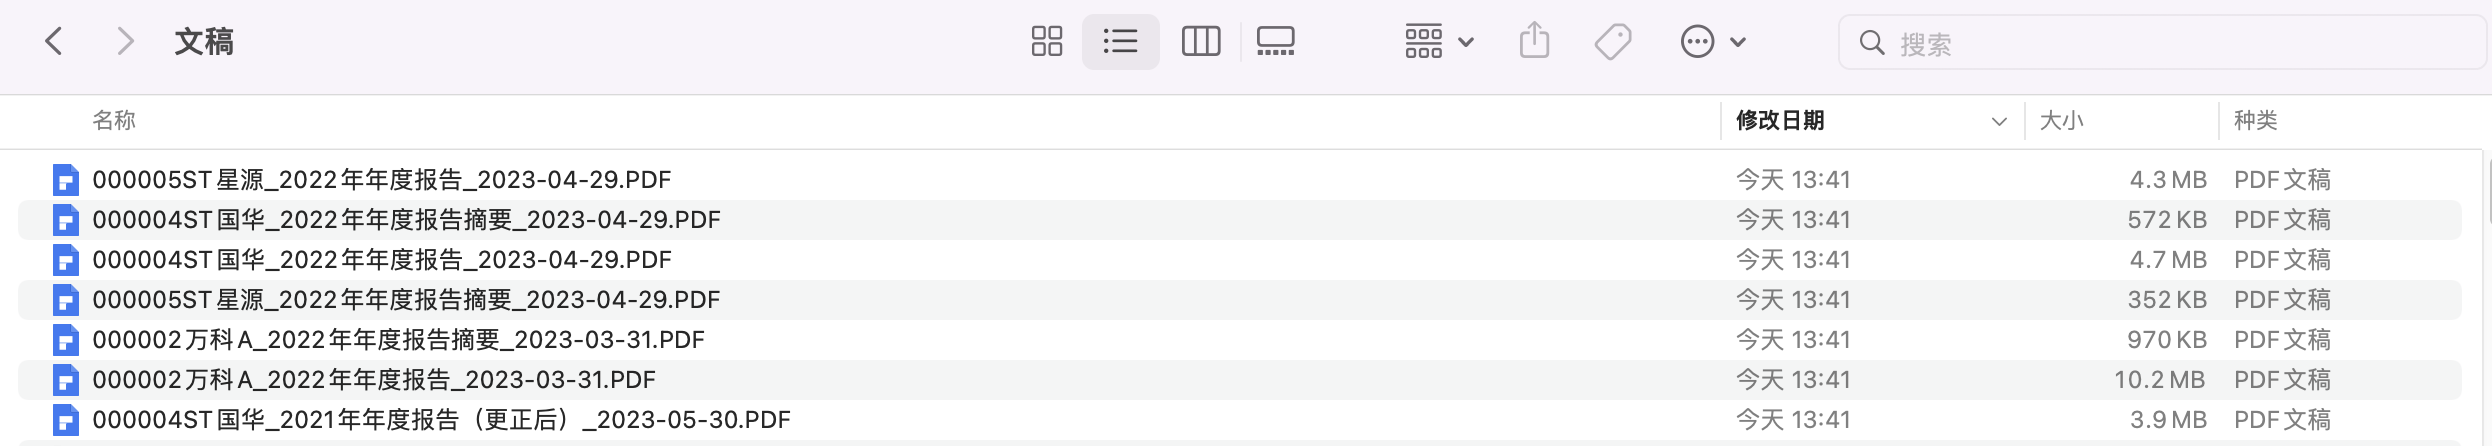 文稿
搜索
名称 修改日期 大小 种类
000005ST星源_2022年年度报告_2023-04-29.PDF 今天 13:41 4.3 MB PDF文稿
000004ST国华_2022年年度报告摘要_2023-04-29.PDF 今天 13:41 572 KB PDF文稿
000004ST国华_2022年年度报告_2023-04-29.PDF 今天 13:41 4.7 MB PDF文稿
000005ST星源_2022年年度报告摘要_2023-04-29.PDF 今天 13:41 352 KB PDF文稿
000002万科A_2022年年度报告摘要_2023-03-31.PDF 今天 13:41 970 KB PDF文稿
000002万科A_2022年年度报告_2023-03-31.PDF 今天 13:41 10.2 MB PDF文稿
000004ST国华_2021年年度报告（更正后）_2023-05-30.PDF 今天 13:41 3.9 MB PDF文稿